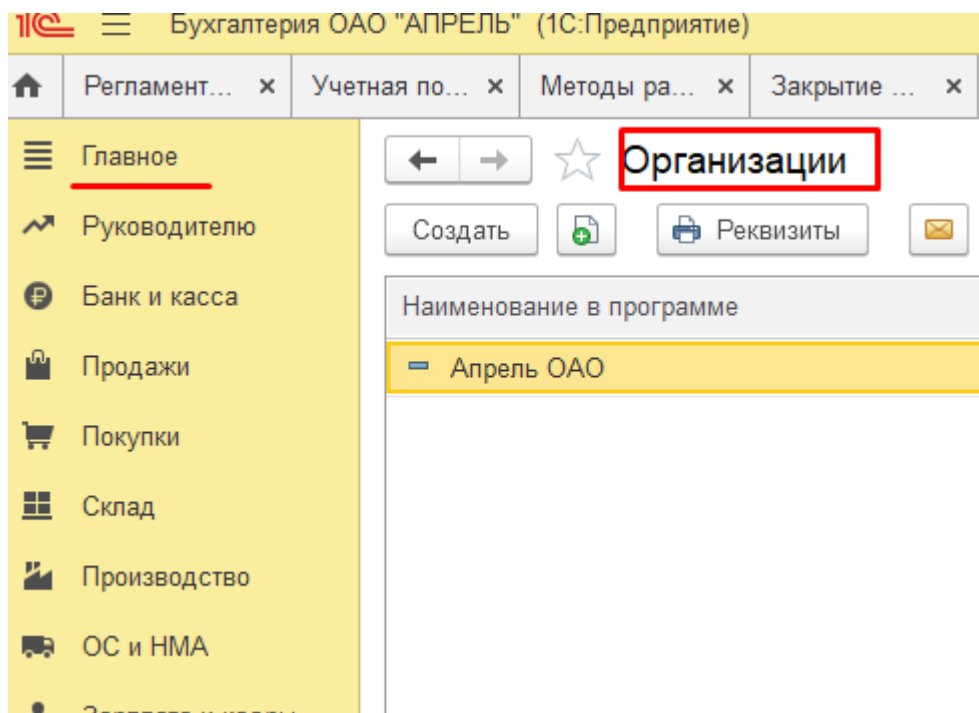 1С Бухгалтерия ОАО "АПРЕЛЬ" (1С:Предприятие)
Регламент... × Учетная по... × Методы ра... × Закрытие ... ×
Главное
Организации
Руководителю
Создать Реквизиты
Банк и касса
Наименование в программе
Продажи
Апрель ОАО
Покупки
Склад
Производство
ОС и НМА